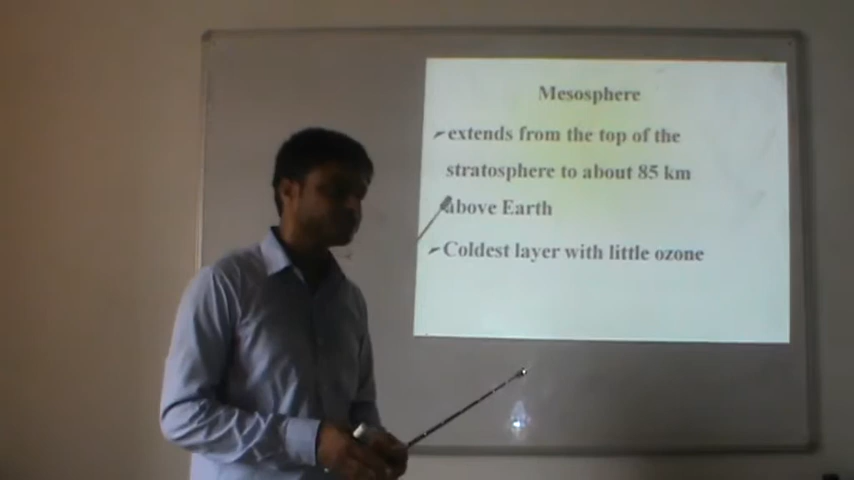 Mesosphere
extends from the top of the
stratosphere to about 85 km
above Earth
Coldest layer with little ozone